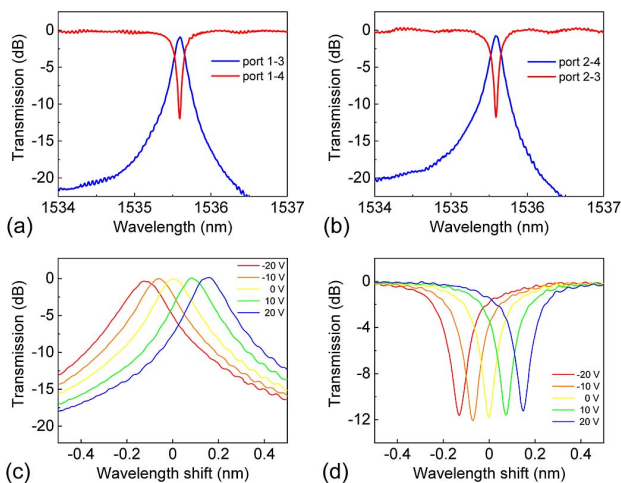 0
-5
-10
-15
-20
Transmission (dB)
port 1-3
port 1-4
1534
1535
1536
1537
Wavelength (nm)
(a)
0
-5
-10
-15
-20
Transmission (dB)
port 2-4
port 2-3
1534
1535
1536
1537
Wavelength (nm)
(b)
0
-5
-10
-15
-20
Transmission (dB)
-20 V
-10 V
0 V
10 V
20 V
-0.4
-0.2
0
0.2
0.4
Wavelength shift (nm)
(c)
0
-4
-8
-12
Transmission (dB)
-20 V
-10 V
0 V
10 V
20 V
-0.4
-0.2
0
0.2
0.4
Wavelength shift (nm)
(d)